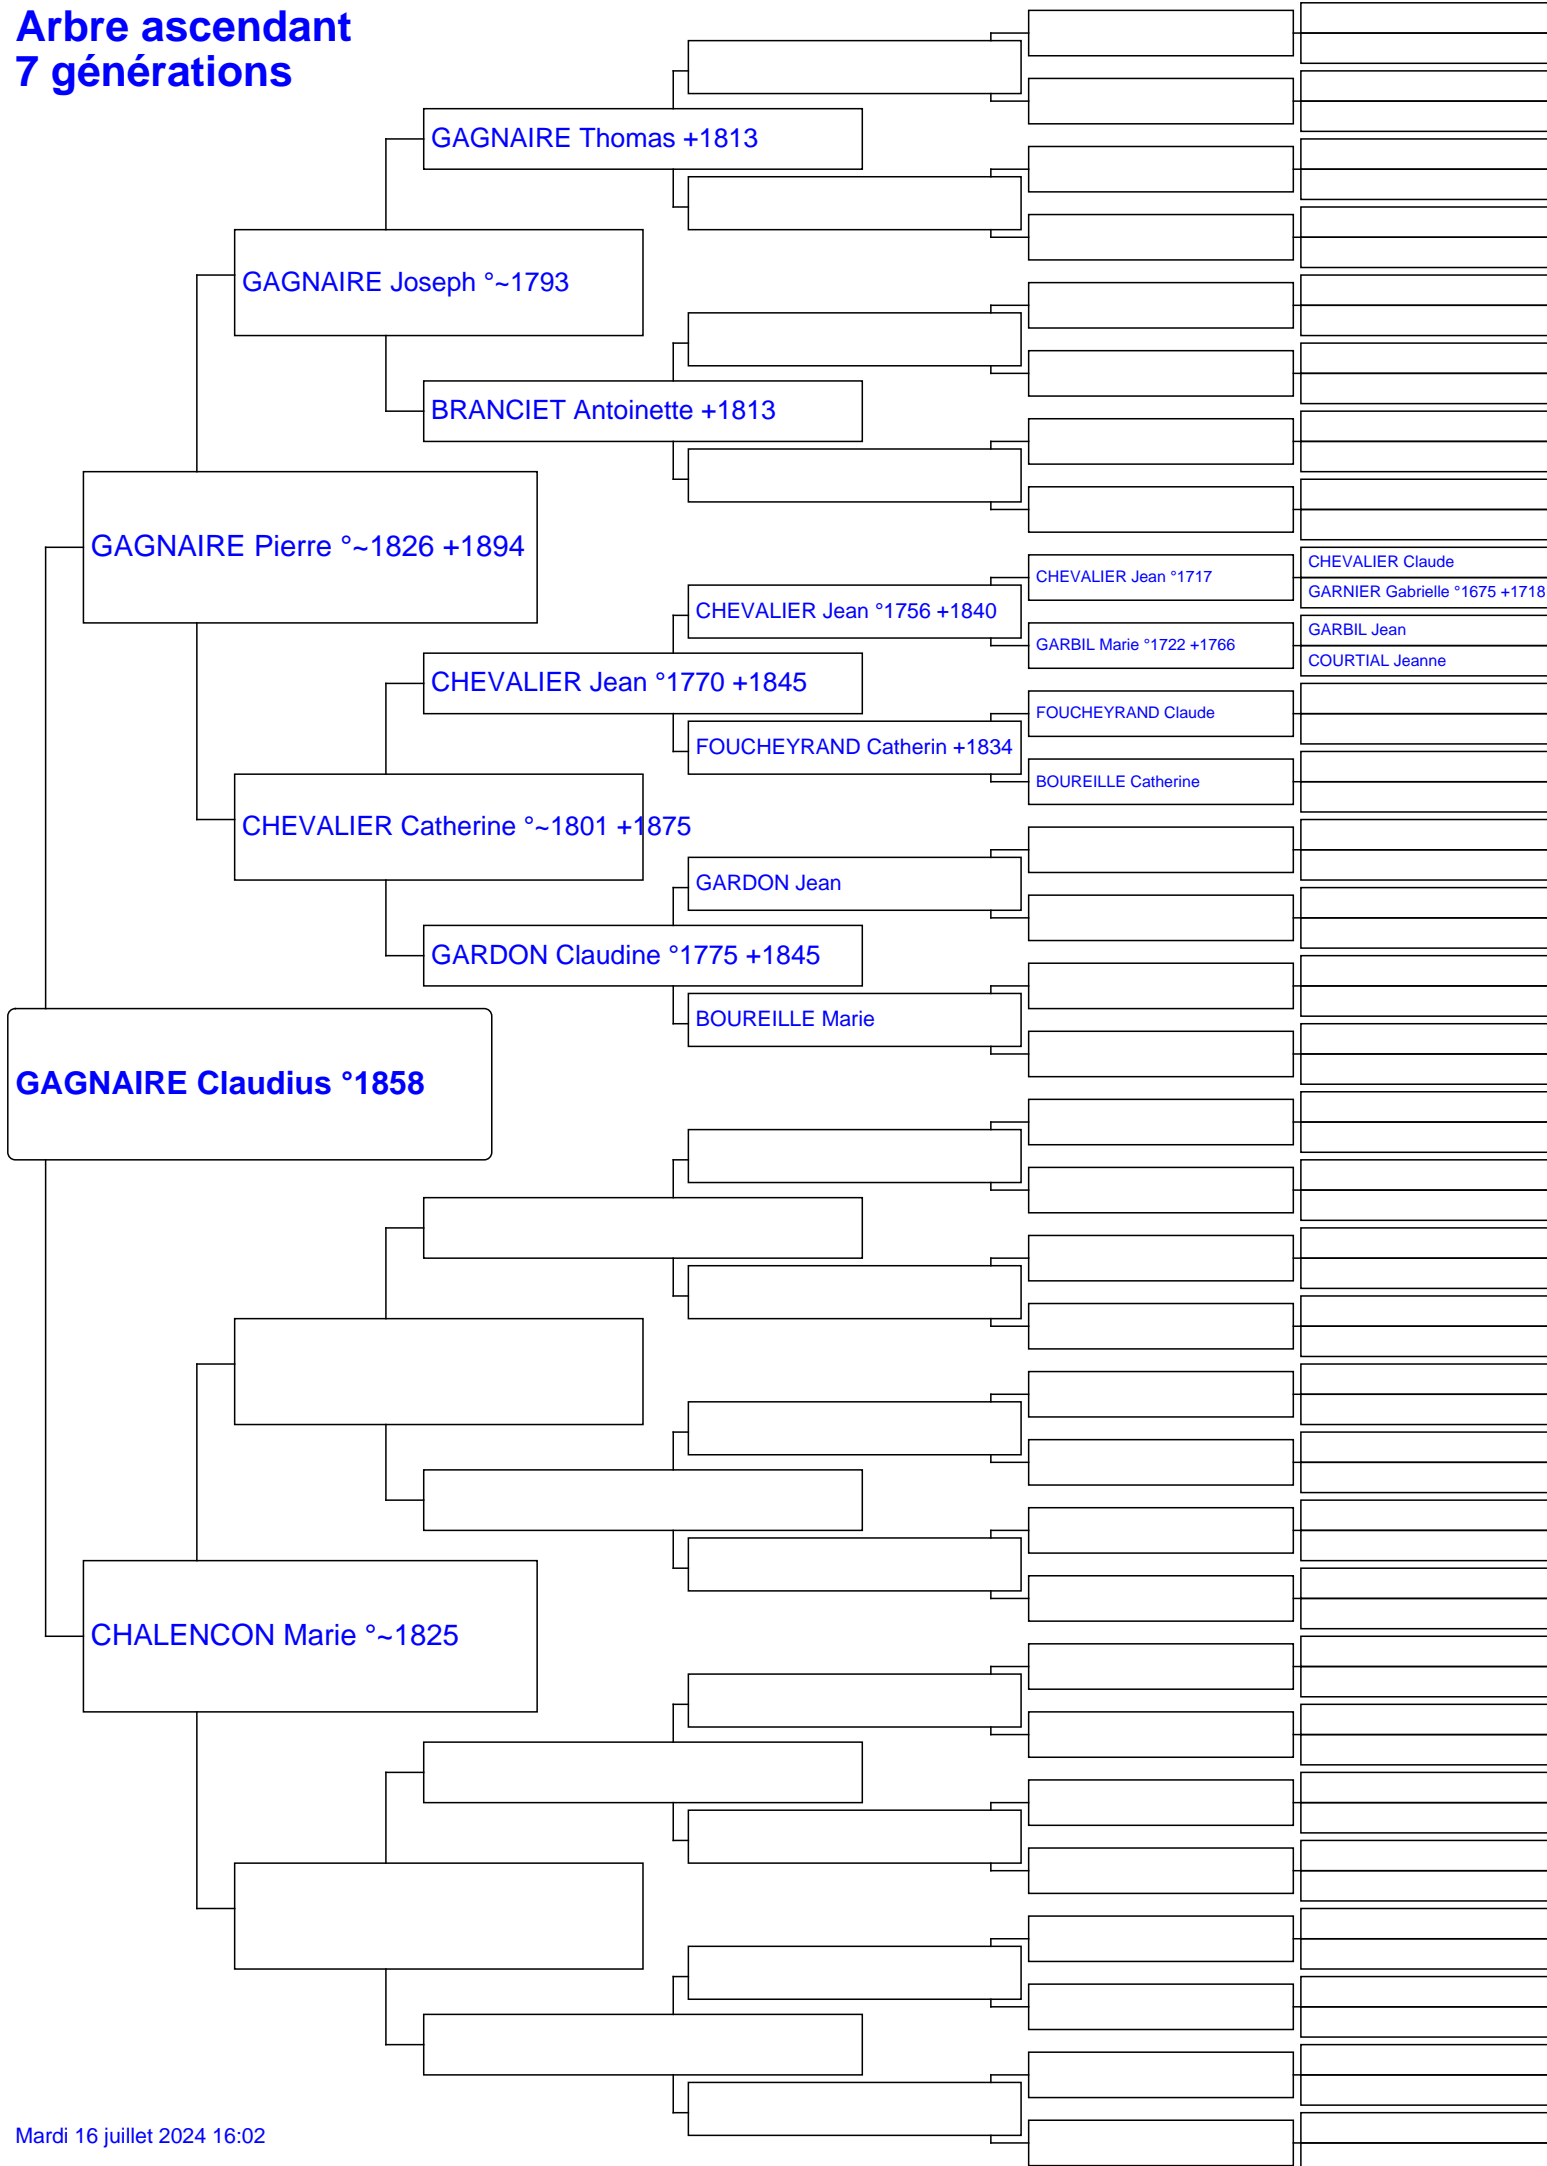 Arbre ascendant
7 générations
GAGNAIRE Thomas +1813
GAGNAIRE Joseph °~1793
BRANCIET Antoinette +1813
GAGNAIRE Pierre °~1826 +1894
CHEVALIER Claude
CHEVALIER Jean °1717
GARNIER Gabrielle °1675 +1718
CHEVALIER Jean °1756 +1840
GARBIL Jean
GARBIL Marie °1722 +1766
COURTIAL Jeanne
CHEVALIER Jean °1770 +1845
FOUCHEYRAND Claude
FOUCHEYRAND Catherin +1834
BOUREILLE Catherine
CHEVALIER Catherine °~1801 +1875
GARDON Jean
GARDON Claudine °1775 +1845
BOUREILLE Marie
GAGNAIRE Claudius °1858
CHALENCON Marie °~1825
Mardi 16 juillet 2024 16:02